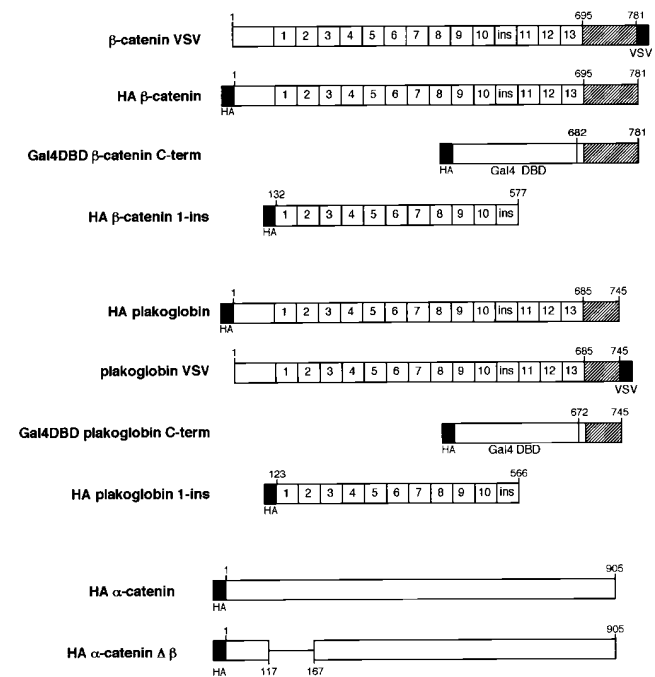 1 695 781
β-catenin VSV 1 2 3 4 5 6 7 8 9 10 ins 11 12 13
VSV
1 695 781
HA β-catenin 1 2 3 4 5 6 7 8 9 10 ins 11 12 13
HA
682 781
Gal4DBD β-catenin C-term
HA Gal4 DBD
132 577
HA β-catenin 1-ins 1 2 3 4 5 6 7 8 9 10 ins
HA
1 685 745
HA plakoglobin 1 2 3 4 5 6 7 8 9 10 ins 11 12 13
HA
1 685 745
plakoglobin VSV 1 2 3 4 5 6 7 8 9 10 ins 11 12 13
VSV
672 745
Gal4DBD plakoglobin C-term
HA Gal4 DBD
123 566
HA plakoglobin 1-ins 1 2 3 4 5 6 7 8 9 10 ins
HA
1 905
HA α-catenin
HA
1 905
HA α-catenin Δ β
HA 117 167